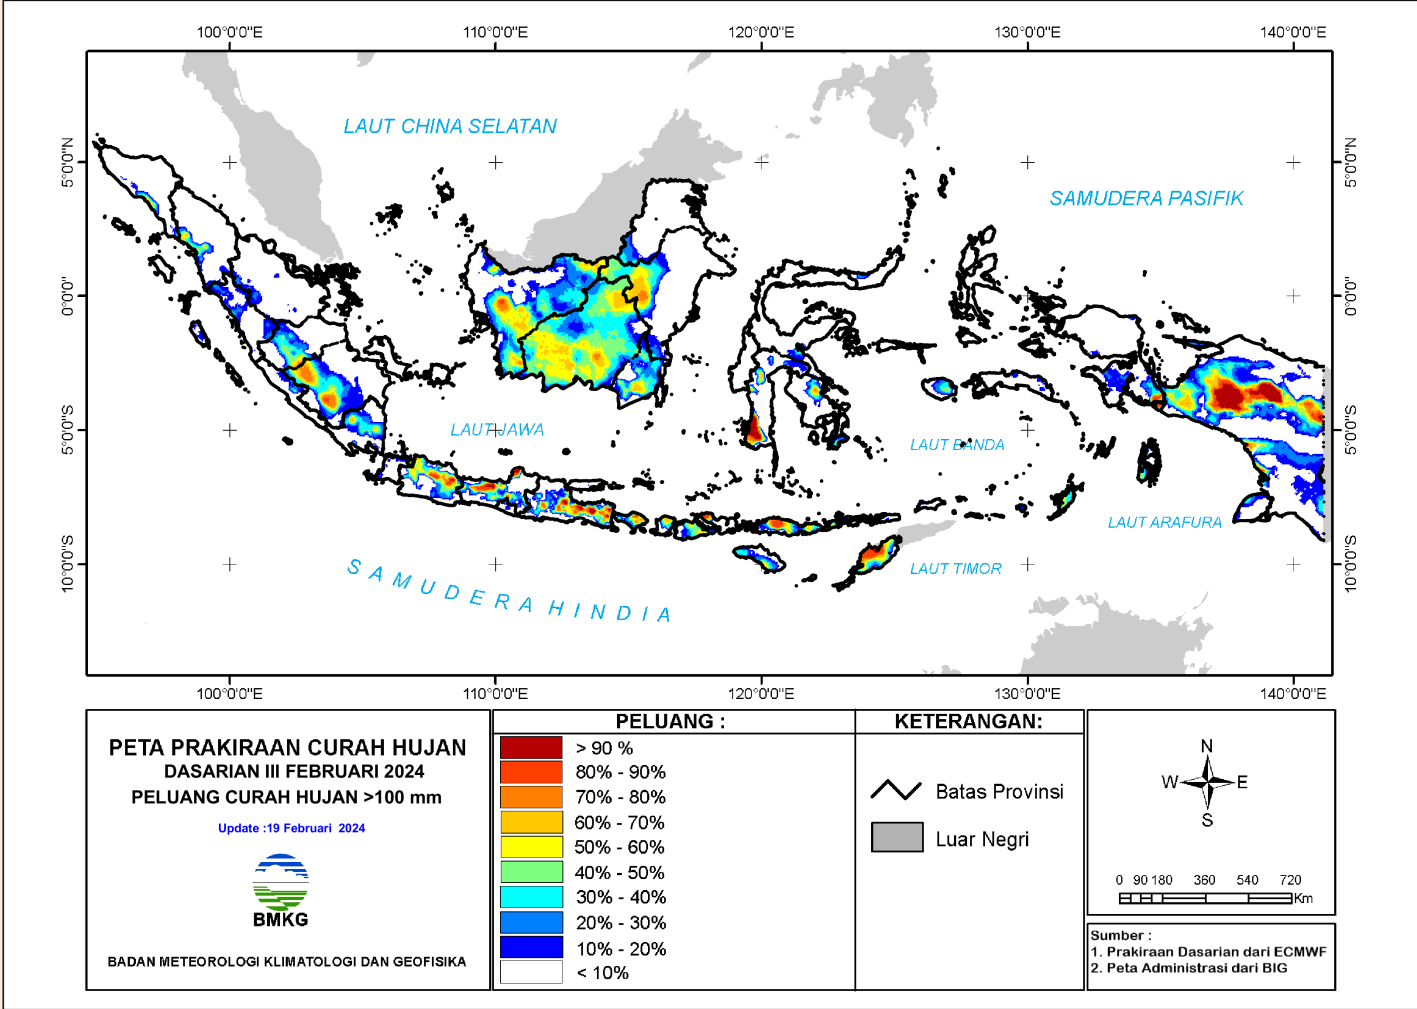 100°0'0"E 110°0'0"E 120°0'0"E 130°0'0"E 140°0'0"E
LAUT CHINA SELATAN
SAMUDERA PASIFIK
5°0'0"N 5°0'0"N
0°0'0" 0°0'0"
LAUT JAWA
LAUT BANDA
5°0'0"S 5°0'0"S
LAUT ARAFURA
LAUT TIMOR
10°0'0"S 10°0'0"S
SAMUDERA HINDIA
100°0'0"E 110°0'0"E 120°0'0"E 130°0'0"E 140°0'0"E
PETA PRAKIRAAN CURAH HUJAN
DASARIAN III FEBRUARI 2024
PELUANG CURAH HUJAN >100 mm
Update :19 Februari 2024
BMKG
BADAN METEOROLOGI KLIMATOLOGI DAN GEOFISIKA
PELUANG :
> 90 %
80% - 90%
70% - 80%
60% - 70%
50% - 60%
40% - 50%
30% - 40%
20% - 30%
10% - 20%
< 10%
KETERANGAN:
Batas Provinsi
Luar Negri
N
W E
S
0 90 180 360 540 720
Km
Sumber :
1. Prakiraan Dasarian dari ECMWF
2. Peta Administrasi dari BIG